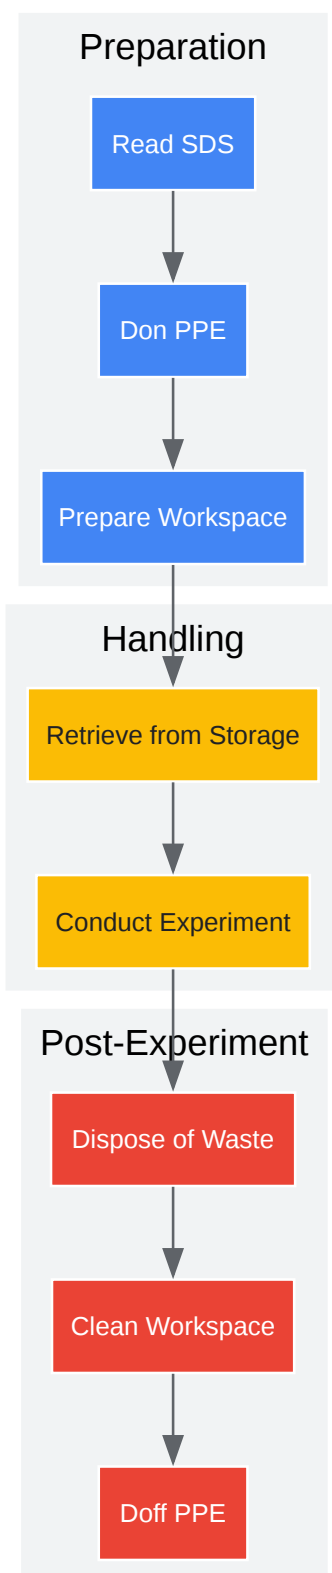 Preparation
Read SDS
Don PPE
Prepare Workspace
Handling
Retrieve from Storage
Conduct Experiment
Post-Experiment
Dispose of Waste
Clean Workspace
Doff PPE